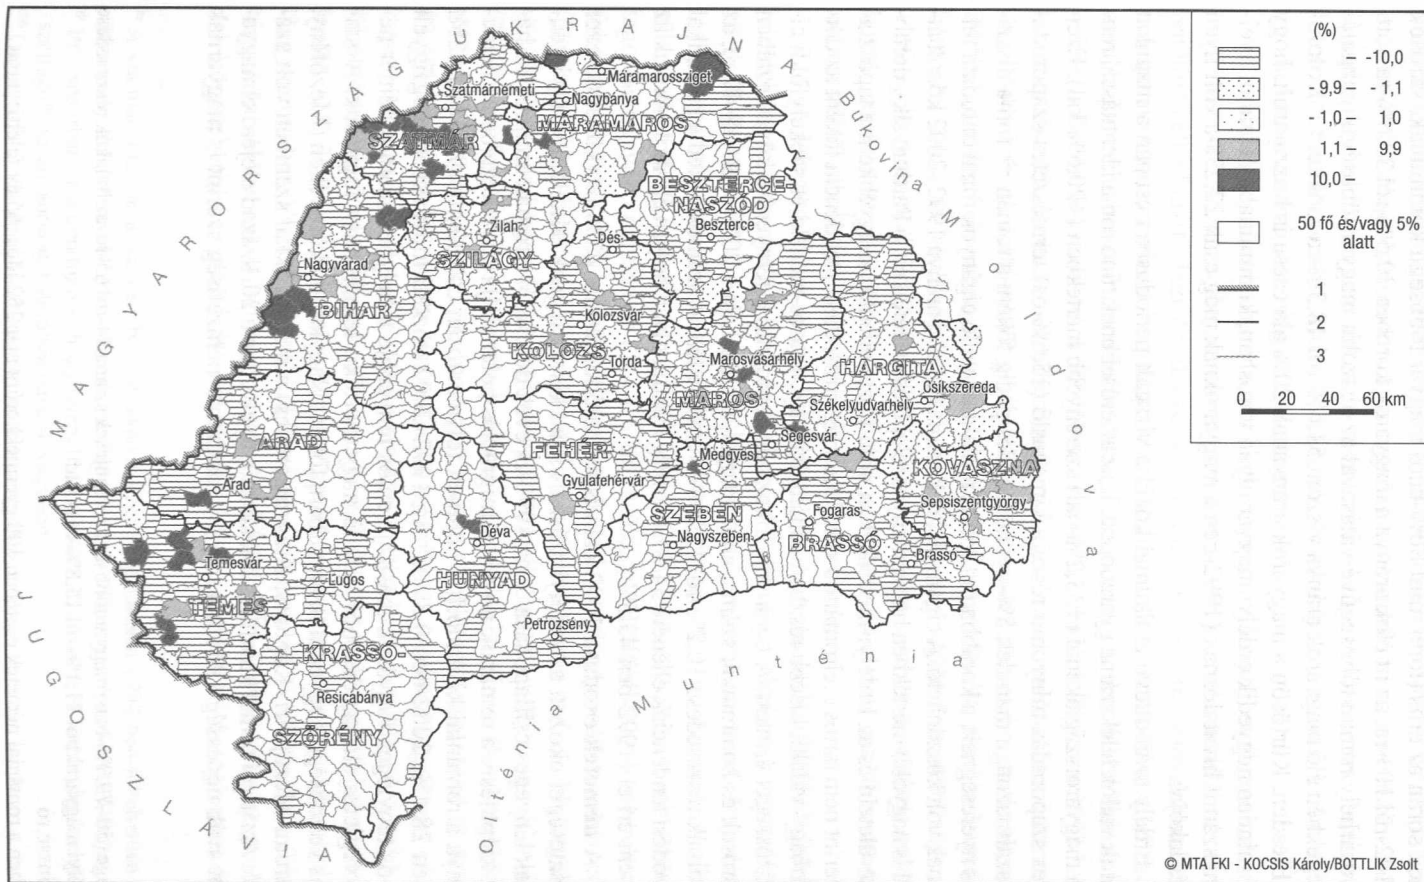 UKRAJNA
MAGYARORSZÁG
Bukovina
Moldova
JUGOSZLÁVIA
Olténia
Munténia
Máramarossziget
Szatmárnémeti
Nagybánya
MÁRAMAROS
SZATMÁR
BESZTERCE-
NASZÓD
Zilah
Dés
Beszterce
SZILÁGY
Nagyvárad
BIHAR
Kolozsvár
KOLOZS
Torda
Marosvásárhely
MAROS
HARGITA
Csíkszereda
Székelyudvarhely
Segesvár
ARAD
FEHÉR
Medgyes
KOVÁSZNA
Arad
Gyulafehérvár
Sepsiszentgyörgy
SZEBEN
Fogaras
Déva
Nagyszeben
BRASSÓ
Brassó
Temesvár
HUNYAD
Lugos
TEMES
Petrozsény
KRASSÓ-
Resicabánya
SZÖRÉNY
(%)
– -10,0
- 9,9 – - 1,1
- 1,0 – 1,0
1,1 – 9,9
10,0 –
50 fő és/vagy 5%
alatt
1
2
3
0 20 40 60 km
© MTA FKI - KOCSIS Károly/BOTTLIK Zsolt